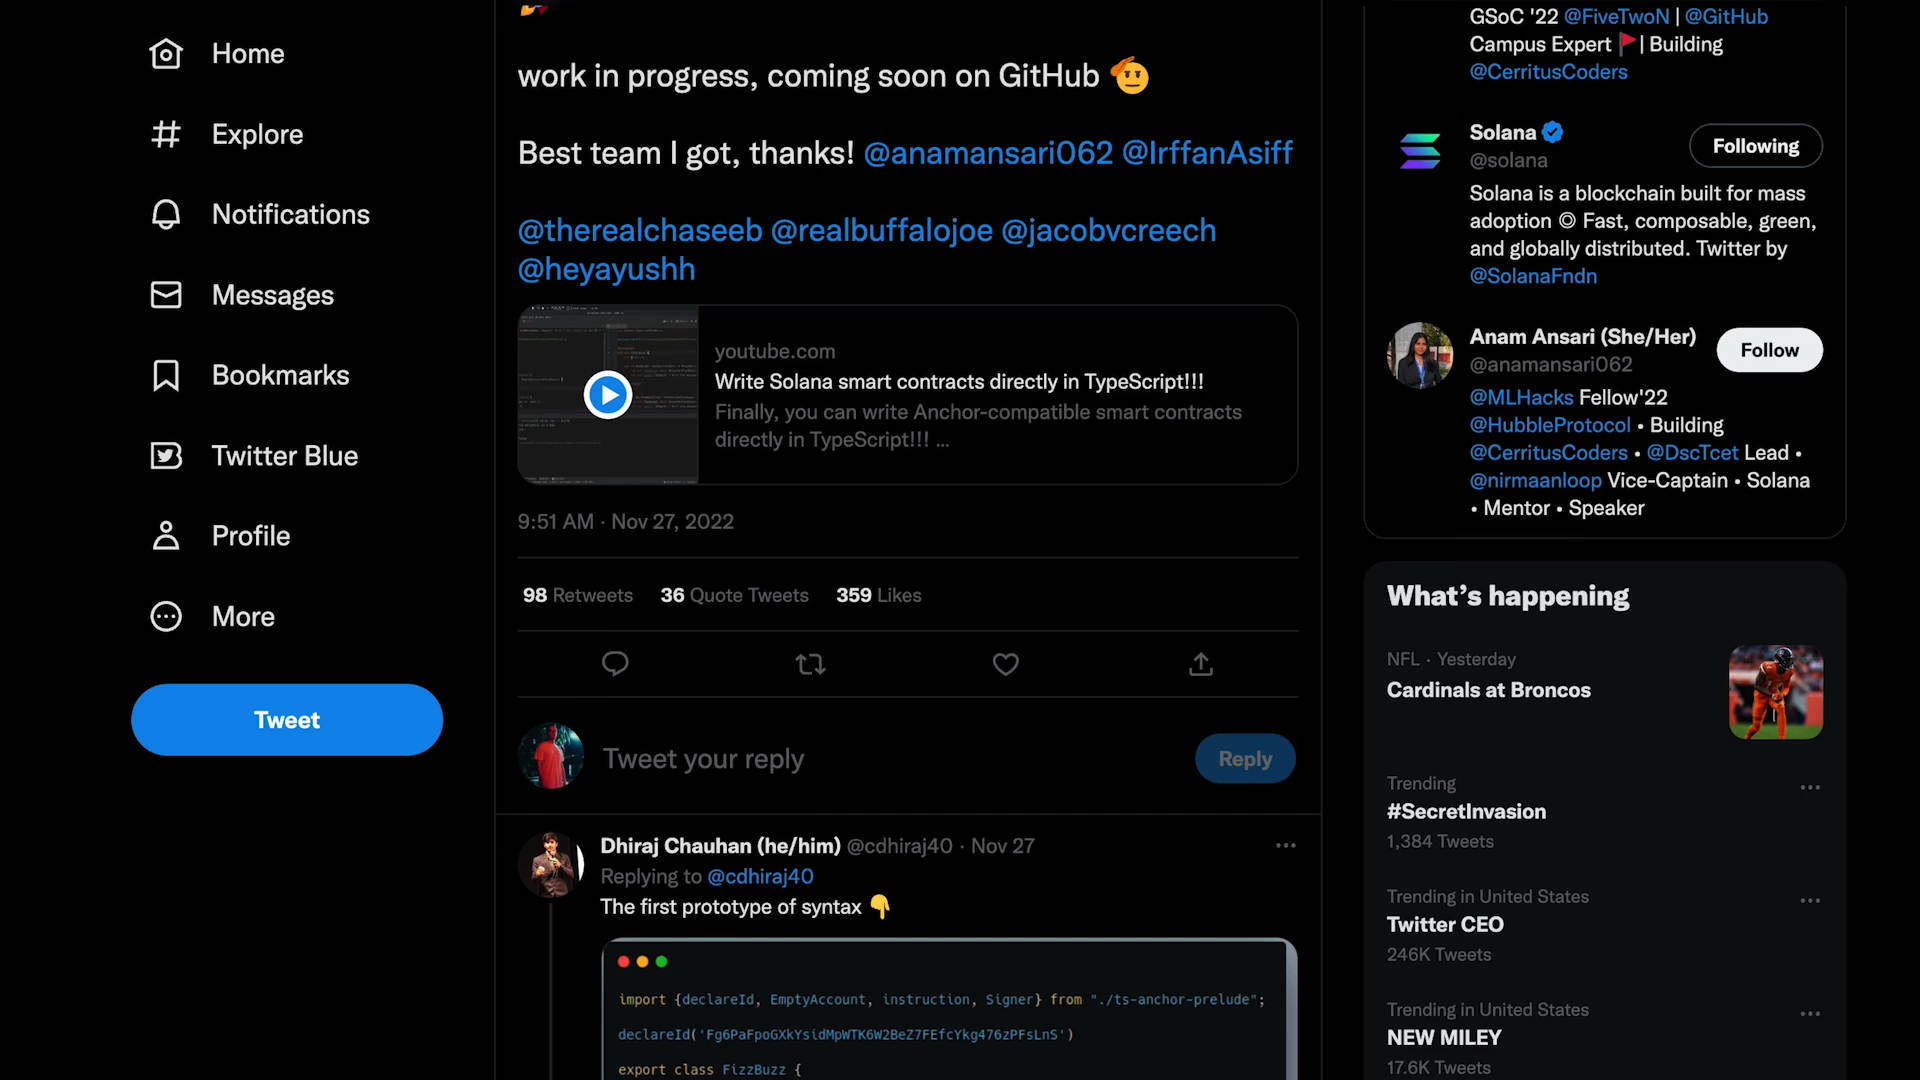 Home
Explore
Notifications
Messages
Bookmarks
Twitter Blue
Profile
More
Tweet
work in progress, coming soon on GitHub
Best team I got, thanks! @anamansari062 @IrffanAsiff
@therealchaseeb @realbuffalojoe @jacobvcreech
@heyayushh
youtube.com
Write Solana smart contracts directly in TypeScript!!!
Finally, you can write Anchor-compatible smart contracts
directly in TypeScript!!! ...
9:51 AM · Nov 27, 2022
98 Retweets 36 Quote Tweets 359 Likes
Tweet your reply
Reply
Dhiraj Chauhan (he/him) @cdhiraj40 · Nov 27
Replying to @cdhiraj40
The first prototype of syntax
import {declareId, EmptyAccount, instruction, Signer} from "./ts-anchor-prelude";
declareId('Fg6PaFpoGXkYsidMpWTK6W2BeZ7FEfcYkg476zPFsLnS')
export class FizzBuzz {
GSoC '22 @FiveTwoN | @GitHub
Campus Expert | Building
@CerritusCoders
Solana
@solana
Following
Solana is a blockchain built for mass
adoption ◎ Fast, composable, green,
and globally distributed. Twitter by
@SolanaFndn
Anam Ansari (She/Her)
@anamansari062
Follow
@MLHacks Fellow'22
@HubbleProtocol • Building
@CerritusCoders • @DscTcet Lead •
@nirmaanloop Vice-Captain • Solana
• Mentor • Speaker
What's happening
NFL · Yesterday
Cardinals at Broncos
Trending
#SecretInvasion
1,384 Tweets
Trending in United States
Twitter CEO
246K Tweets
Trending in United States
NEW MILEY
17.6K Tweets